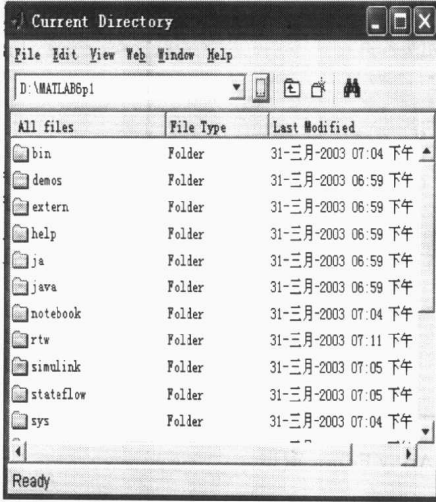 Current Directory
File Edit View Web Window Help
D:\MATLAB6p1
All files File Type Last Modified
bin Folder 31-三月-2003 07:04 下午
demos Folder 31-三月-2003 06:59 下午
extern Folder 31-三月-2003 06:59 下午
help Folder 31-三月-2003 06:59 下午
ja Folder 31-三月-2003 06:59 下午
java Folder 31-三月-2003 06:59 下午
notebook Folder 31-三月-2003 07:04 下午
rtw Folder 31-三月-2003 07:11 下午
simulink Folder 31-三月-2003 07:05 下午
stateflow Folder 31-三月-2003 07:05 下午
sys Folder 31-三月-2003 07:04 下午
Ready